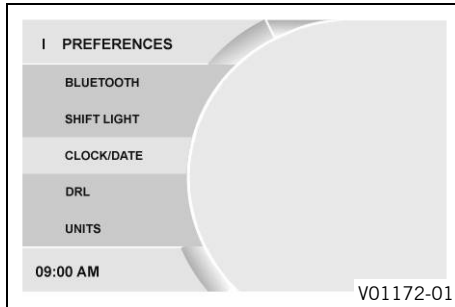 I PREFERENCES
BLUETOOTH
SHIFT LIGHT
CLOCK/DATE
DRL
UNITS
09:00 AM
V01172-01